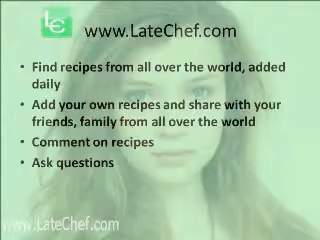 LC
www.LateChef.com
• Find recipes from all over the world, added
daily
• Add your own recipes and share with your
friends, family from all over the world
• Comment on recipes
• Ask questions
www.LateChef.com